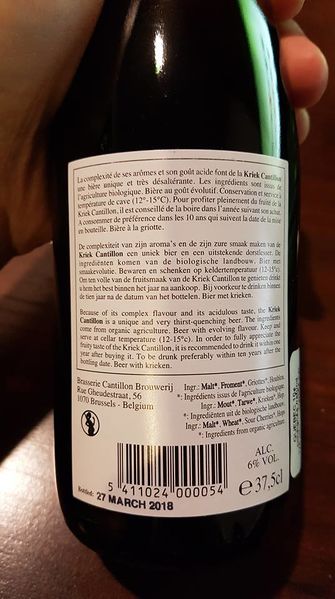 La complexité de ses arômes et son goût acide font de la Kriek Cantillon
une bière unique et très désaltérante. Les ingrédients sont issus de
l'agriculture biologique. Bière au goût évolutif. Conservation et service à
température de cave (12°-15°C). Pour profiter pleinement du fruité de la
Kriek Cantillon, il est conseillé de la boire dans l'année suivant son achat.
A consommer de préférence dans les 10 ans qui suivent la date de la mise
en bouteille. Bière à la griotte.
De complexiteit van zijn aroma's en de zijn zure smaak maken van de
Kriek Cantillon een uniek bier en een uitstekende dorstlesser. De
ingrediënten komen van de biologische landbouw. Bier met
smaakevolutie. Bewaren en schenken op keldertemperatuur (12-15°c).
Om ten volle van de fruitsmaak van de Kriek Cantillon te genieten drinkt
u hem het best binnen het jaar na aankoop. Bij voorkeur te drinken binnen
de tien jaar na de datum van het bottelen. Bier met krieken.
Because of its complex flavour and its acidulous taste, the Kriek
Cantillon is a unique and very thirst-quenching beer. The ingredients
come from organic agriculture. Beer with evolving flavour. Keep and
serve at cellar temperature (12-15°c). In order to fully appreciate the
fruity taste of the Kriek Cantillon, it is recommended to drink it within one
year after buying it. To be drunk preferably within ten years after the
bottling date. Beer with krieken.
Brasserie Cantillon Brouwerij
Rue Gheudestraat, 56
1070 Brussels - Belgium
Ingr.: Malt*, Froment*, Griottes*, Houblon.
*: Ingrédients issus de l'agriculture biologique.
Ingr.: Mout*, Tarwe*, Krieken*, Hop
*: Ingrediënten uit de biologische landbouw.
Ingr.: Malt*, Wheat*, Sour Cherries*, Hop
*: Ingredients from organic agriculture.
5 411024 000054
ALC.
6% VOL.
e 37,5cl
Bottled: 27 MARCH 2018